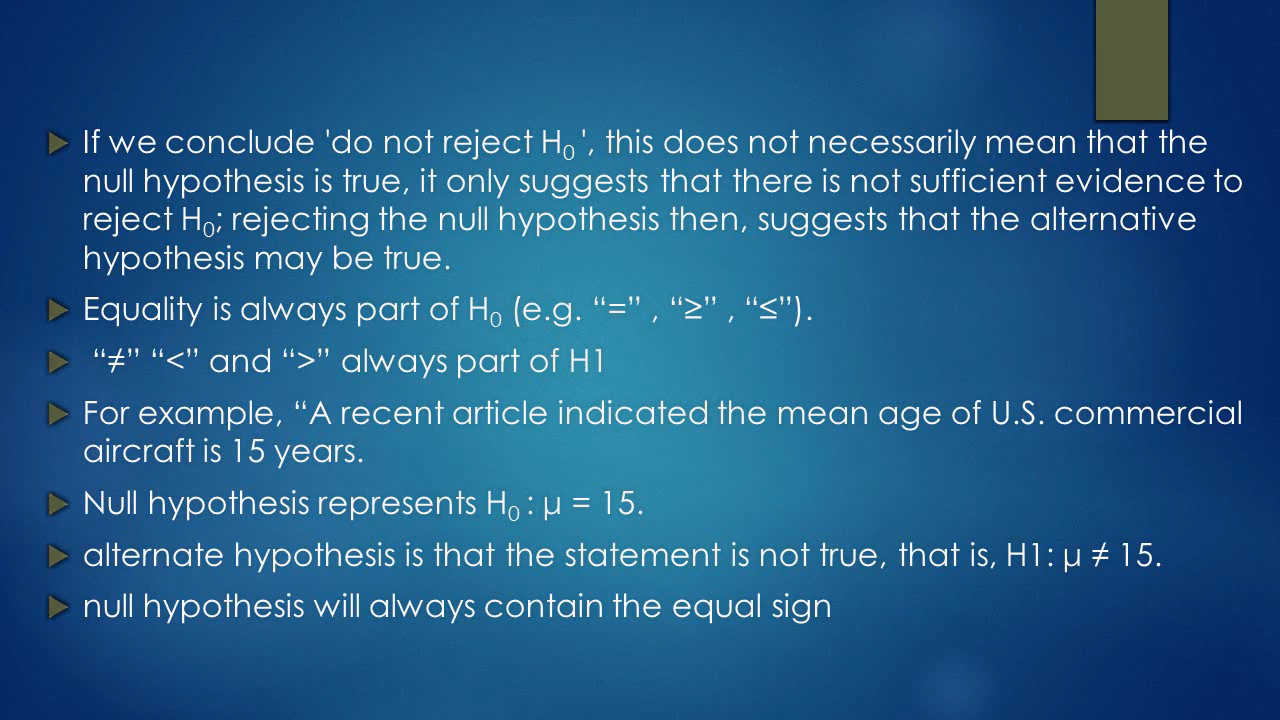 If we conclude 'do not reject H₀ ', this does not necessarily mean that the
null hypothesis is true, it only suggests that there is not sufficient evidence to
reject H₀; rejecting the null hypothesis then, suggests that the alternative
hypothesis may be true.
Equality is always part of H₀ (e.g. “=” , “≥” , “≤”).
“≠” “<” and “>” always part of H1
For example, “A recent article indicated the mean age of U.S. commercial
aircraft is 15 years.
Null hypothesis represents H₀ : µ = 15.
alternate hypothesis is that the statement is not true, that is, H1: µ ≠ 15.
null hypothesis will always contain the equal sign